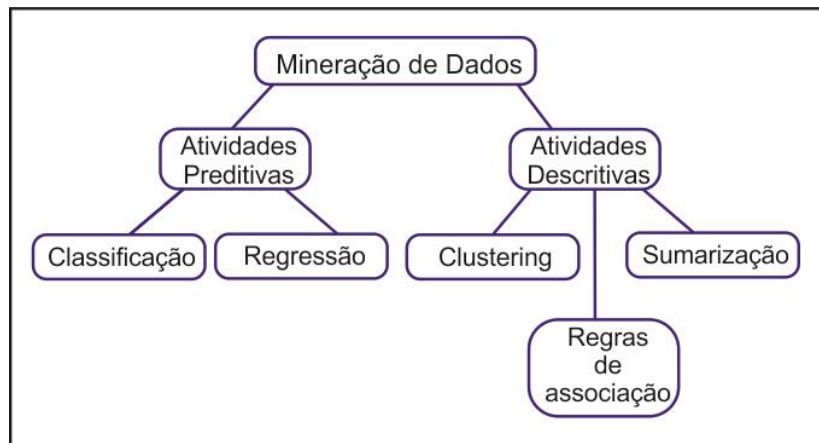 Mineração de Dados
Atividades
Preditivas
Atividades
Descritivas
Classificação
Regressão
Clustering
Sumarização
Regras
de
associação